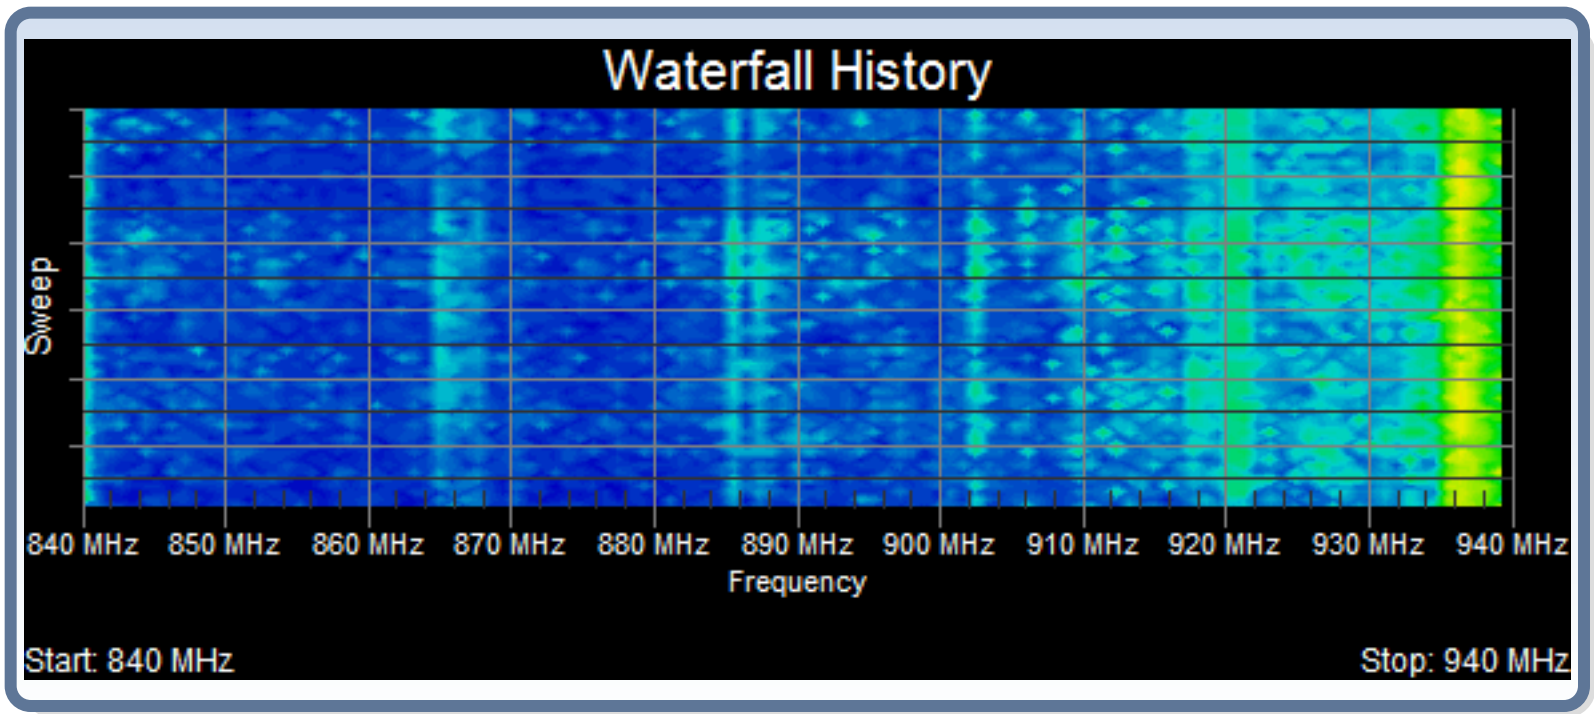 Waterfall History
Sweep
840 MHz 850 MHz 860 MHz 870 MHz 880 MHz 890 MHz 900 MHz 910 MHz 920 MHz 930 MHz 940 MHz
Frequency
Start: 840 MHz Stop: 940 MHz